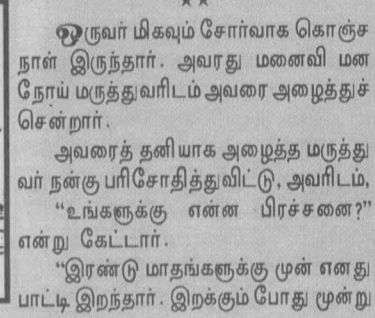 ★★
ஒருவர் மிகவும் சோர்வாக கொஞ்ச
நாள் இருந்தார். அவரது மனைவி மன
நோய் மருத்துவரிடம் அவரை அழைத்துச்
சென்றார்.
அவரைத் தனியாக அழைத்த மருத்து
வர் நன்கு பரிசோதித்துவிட்டு, அவரிடம்,
“உங்களுக்கு என்ன பிரச்சனை?”
என்று கேட்டார்.
“இரண்டு மாதங்களுக்கு முன் எனது
பாட்டி இறந்தார். இறக்கும் போது மூன்று